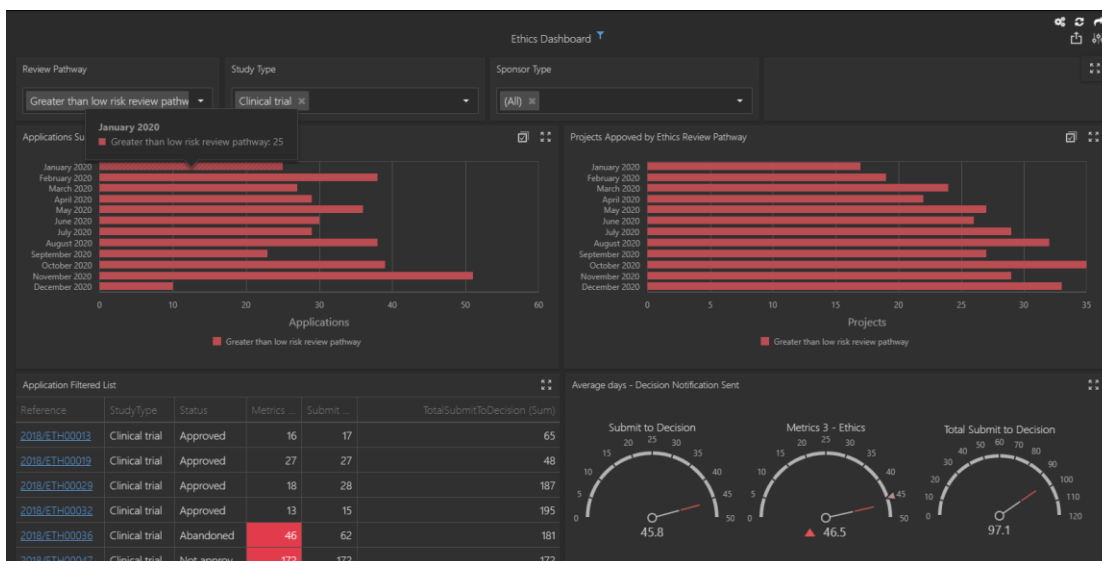 Ethics Dashboard
Review Pathway
Greater than low risk review pathw
Study Type
Clinical trial ×
Sponsor Type
(All) ×
Applications Su
January 2020
Greater than low risk review pathway: 25
January 2020
February 2020
March 2020
April 2020
May 2020
June 2020
July 2020
August 2020
September 2020
October 2020
November 2020
December 2020
0 10 20 30 40 50 60
Applications
Greater than low risk review pathway
Projects Appoved by Ethics Review Pathway
January 2020
February 2020
March 2020
April 2020
May 2020
June 2020
July 2020
August 2020
September 2020
October 2020
November 2020
December 2020
0 5 10 15 20 25 30 35
Projects
Greater than low risk review pathway
Application Filtered List
Reference StudyType Status Metrics ... Submit ... TotalSubmitToDecision (Sum)
2018/ETH00013 Clinical trial Approved 16 17 65
2018/ETH00019 Clinical trial Approved 27 27 48
2018/ETH00029 Clinical trial Approved 18 28 187
2018/ETH00032 Clinical trial Approved 13 15 195
2018/ETH00036 Clinical trial Abandoned 46 62 181
2018/ETH00047 Clinical trial Not approv 172 172 172
Average days - Decision Notification Sent
Submit to Decision
0 5 10 15 20 25 30 35 40 45 50
45.8
Metrics 3 - Ethics
0 5 10 15 20 25 30 35 40 45 50
46.5
Total Submit to Decision
0 10 20 30 40 50 60 70 80 90 100 110 120
97.1